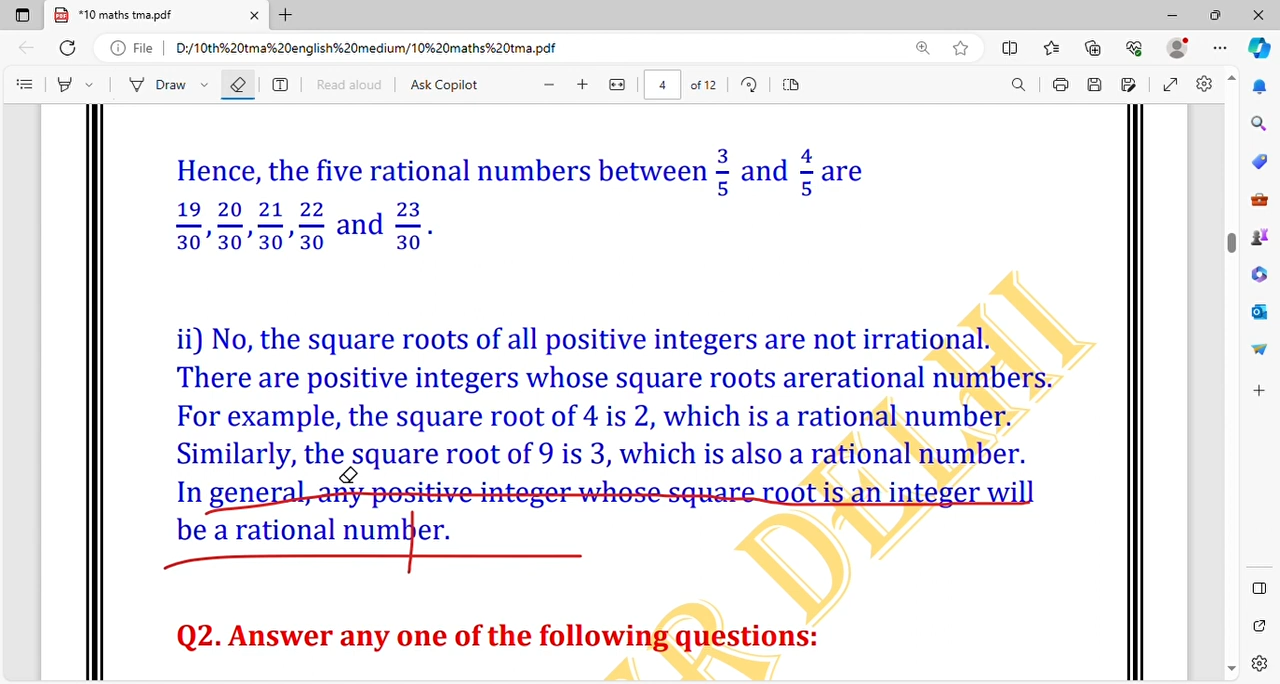 *10 maths tma.pdf
File D:/10th%20tma%20english%20medium/10%20maths%20tma.pdf
Draw Read aloud Ask Copilot 4 of 12
Hence, the five rational numbers between 3/5 and 4/5 are
19/30, 20/30, 21/30, 22/30 and 23/30.
ii) No, the square roots of all positive integers are not irrational.
There are positive integers whose square roots arerational numbers.
For example, the square root of 4 is 2, which is a rational number.
Similarly, the square root of 9 is 3, which is also a rational number.
In general, any positive integer whose square root is an integer will
be a rational number.
Q2. Answer any one of the following questions:
R DELHI